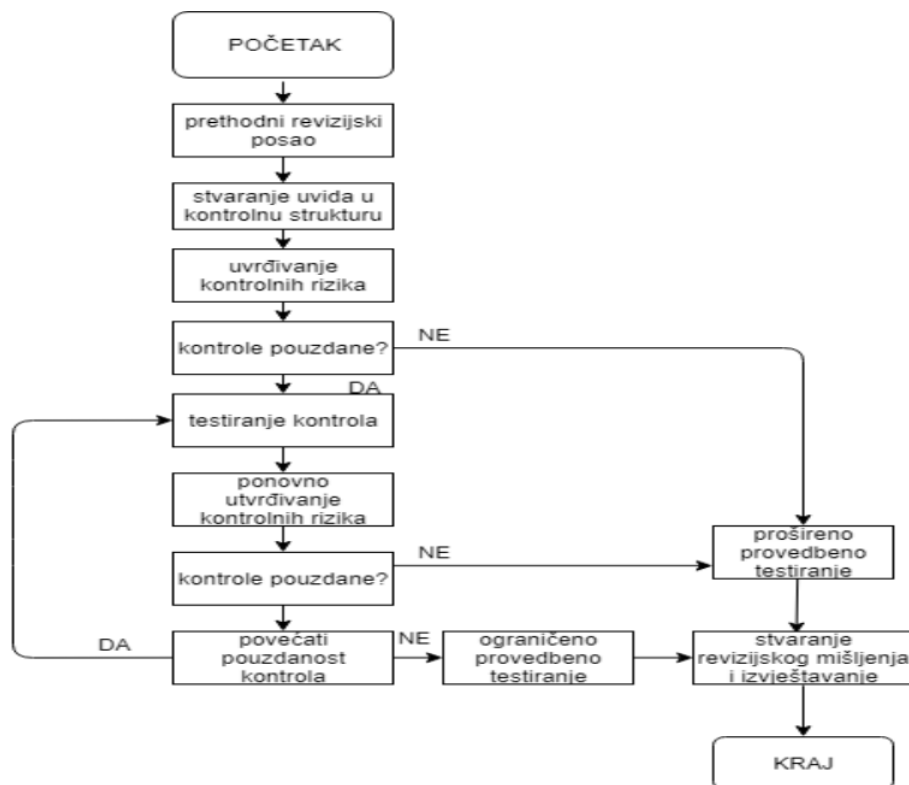 POČETAK
prethodni revizijski
posao
stvaranje uvida u
kontrolnu strukturu
uvrđivanje
kontrolnih rizika
kontrole pouzdane?
NE
DA
testiranje kontrola
ponovno
utvrđivanje
kontrolnih rizika
kontrole pouzdane?
NE
prošireno
provedbeno
testiranje
DA
povećati
pouzdanost
kontrola
NE
ograničeno
provedbeno
testiranje
stvaranje
revizijskog mišljenja
i izvještavanje
KRAJ